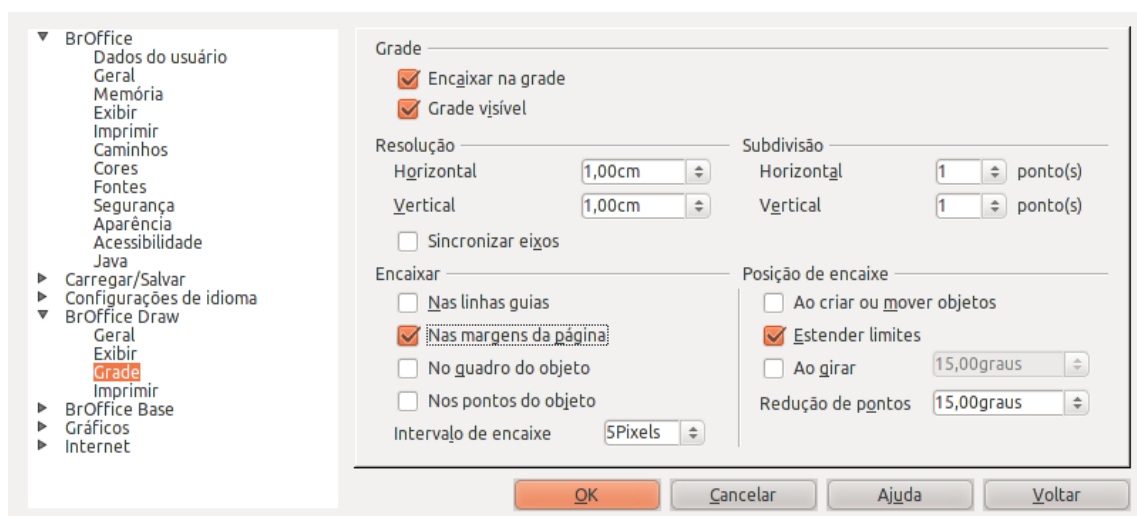 BrOffice
Dados do usuário
Geral
Memória
Exibir
Imprimir
Caminhos
Cores
Fontes
Segurança
Aparência
Acessibilidade
Java
Carregar/Salvar
Configurações de idioma
BrOffice Draw
Geral
Exibir
Grade
Imprimir
BrOffice Base
Gráficos
Internet
Grade
Encaixar na grade
Grade visível
Resolução
Horizontal 1,00cm
Vertical 1,00cm
Sincronizar eixos
Subdivisão
Horizontal 1 ponto(s)
Vertical 1 ponto(s)
Encaixar
Nas linhas guias
Nas margens da página
No quadro do objeto
Nos pontos do objeto
Intervalo de encaixe 5Pixels
Posição de encaixe
Ao criar ou mover objetos
Estender limites
Ao girar 15,00graus
Redução de pontos 15,00graus
OK Cancelar Ajuda Voltar